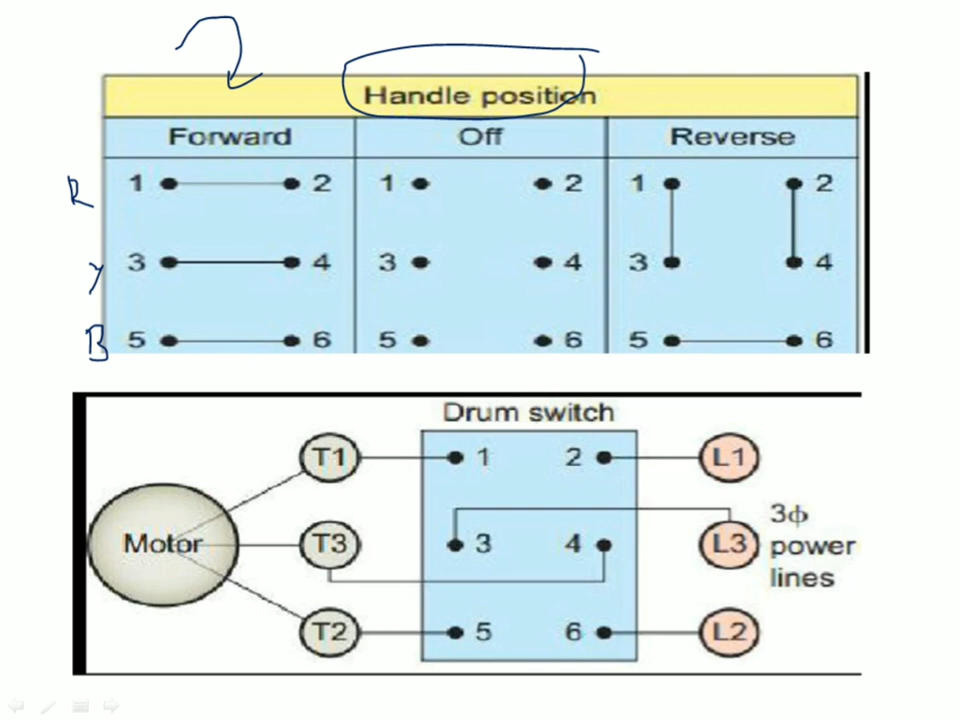 Handle position
Forward Off Reverse
R 1 2 1 2 1 2
Y 3 4 3 4 3 4
B 5 6 5 6 5 6
Drum switch
T1 1 2 L1
Motor T3 3 4 L3 3ϕ power lines
T2 5 6 L2